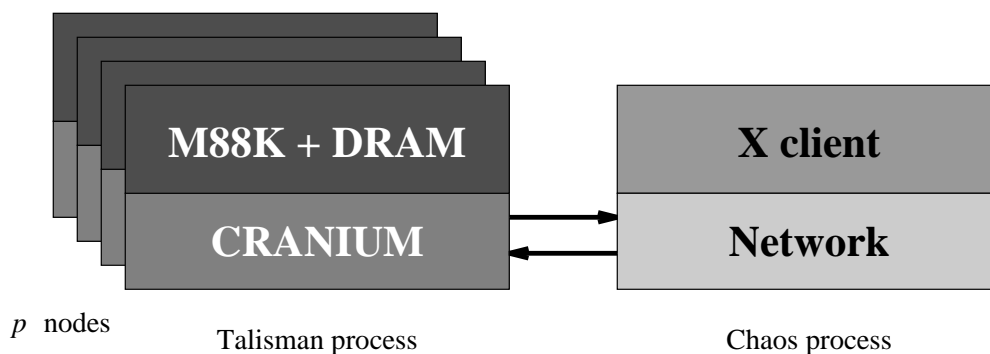 M88K + DRAM
X client
CRANIUM
Network
p nodes
Talisman process
Chaos process